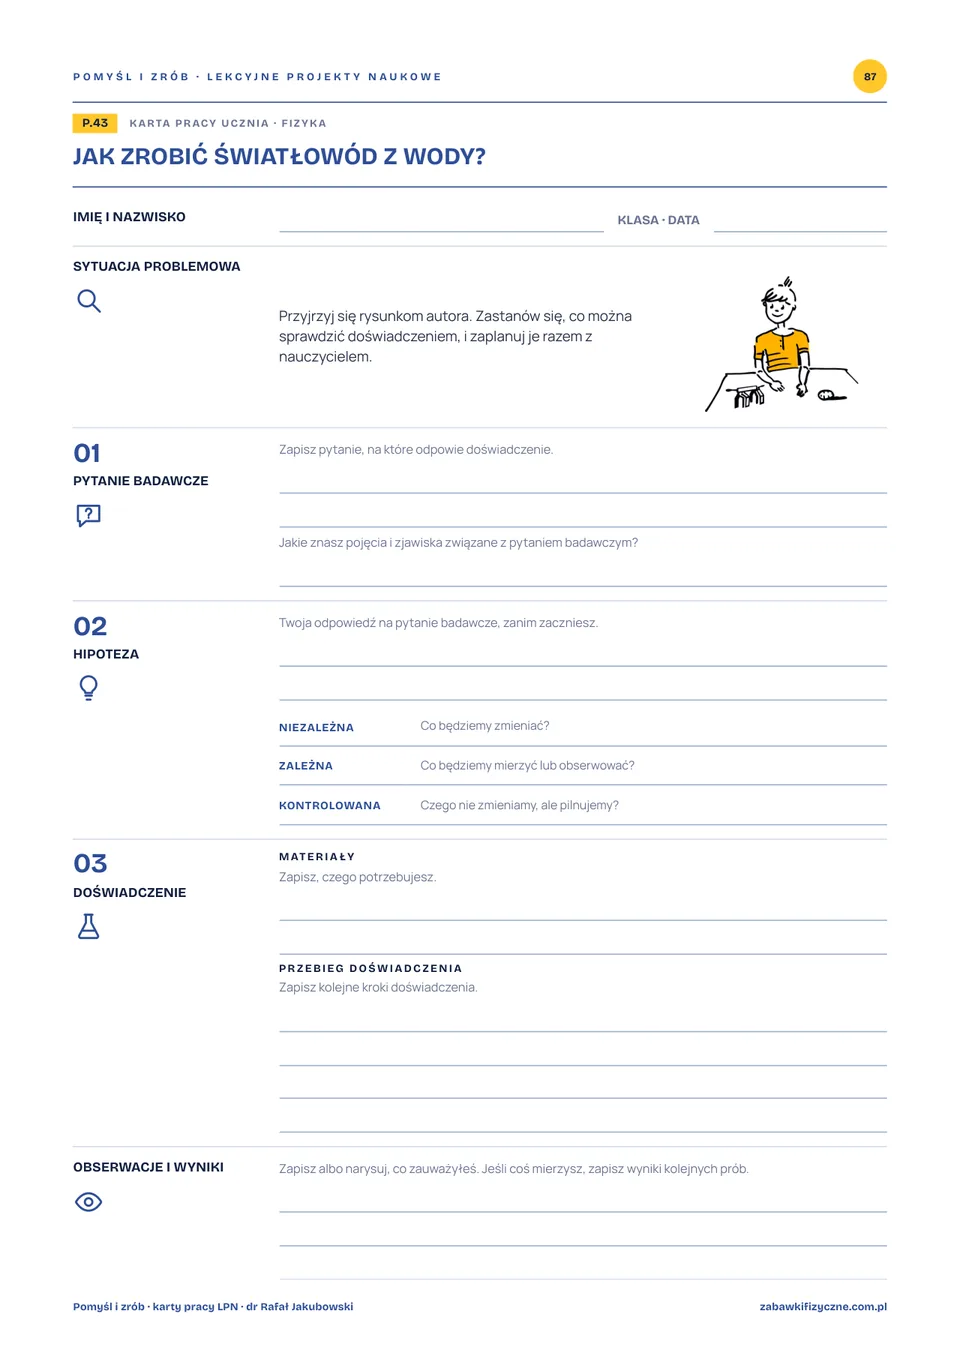 POMYŚL I ZRÓB · LEKCYJNE PROJEKTY NAUKOWE
87
P.43 KARTA PRACY UCZNIA · FIZYKA
JAK ZROBIĆ ŚWIATŁOWÓD Z WODY?
IMIĘ I NAZWISKO
KLASA · DATA
SYTUACJA PROBLEMOWA
Przyjrzyj się rysunkom autora. Zastanów się, co można
sprawdzić doświadczeniem, i zaplanuj je razem z
nauczycielem.
01
PYTANIE BADAWCZE
?
Zapisz pytanie, na które odpowie doświadczenie.
Jakie znasz pojęcia i zjawiska związane z pytaniem badawczym?
02
HIPOTEZA
Twoja odpowiedź na pytanie badawcze, zanim zaczniesz.
NIEZALEŻNA Co będziemy zmieniać?
ZALEŻNA Co będziemy mierzyć lub obserwować?
KONTROLOWANA Czego nie zmieniamy, ale pilnujemy?
03
DOŚWIADCZENIE
MATERIAŁY
Zapisz, czego potrzebujesz.
PRZEBIEG DOŚWIADCZENIA
Zapisz kolejne kroki doświadczenia.
OBSERWACJE I WYNIKI
Zapisz albo narysuj, co zauważyłeś. Jeśli coś mierzysz, zapisz wyniki kolejnych prób.
Pomyśl i zrób · karty pracy LPN · dr Rafał Jakubowski
zabawkifizyczne.com.pl